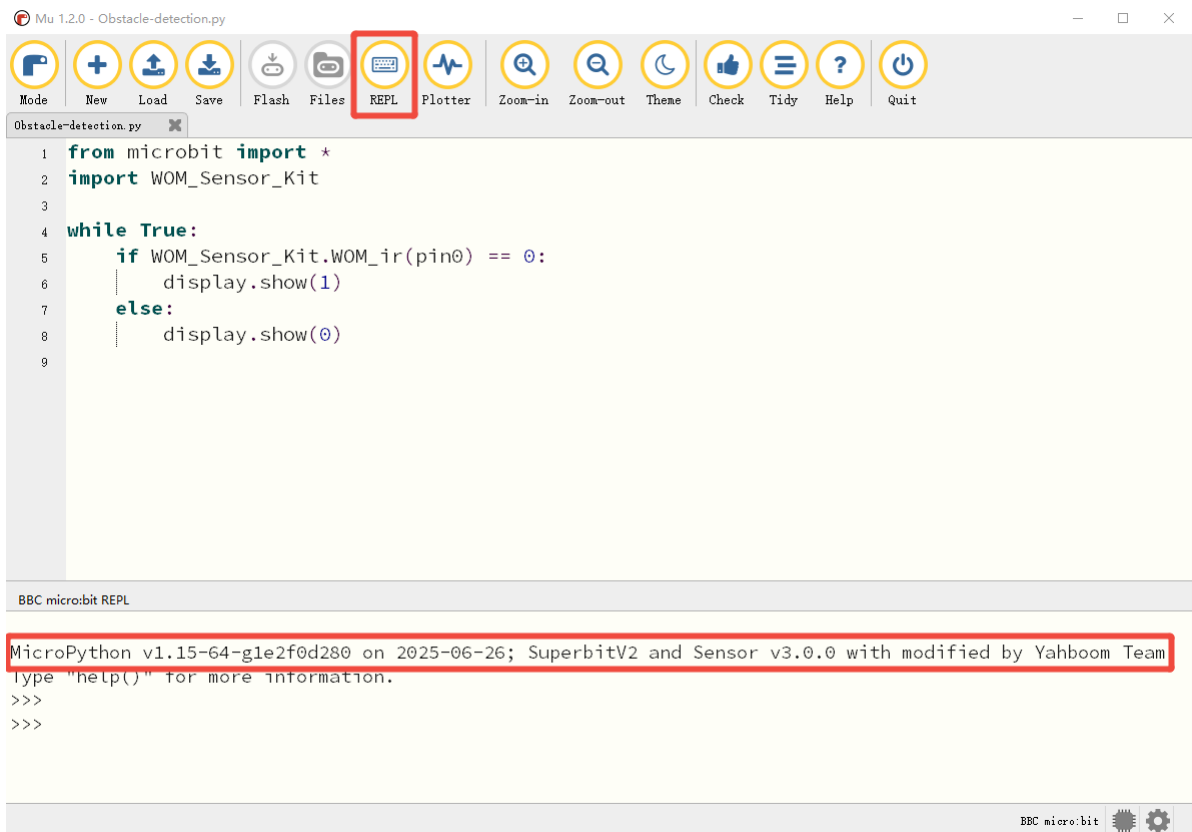 Mu 1.2.0 - Obstacle-detection.py
Mode New Load Save Flash Files REPL Plotter Zoom-in Zoom-out Theme Check Tidy Help Quit
Obstacle-detection.py
1 from microbit import *
2 import WOM_Sensor_Kit
3
4 while True:
5     if WOM_Sensor_Kit.WOM_ir(pin0) == 0:
6         display.show(1)
7     else:
8         display.show(0)
9
BBC micro:bit REPL
MicroPython v1.15-64-g1e2f0d280 on 2025-06-26; SuperbitV2 and Sensor v3.0.0 with modified by Yahboom Team
Type "help()" for more information.
>>>
>>>
BBC micro:bit